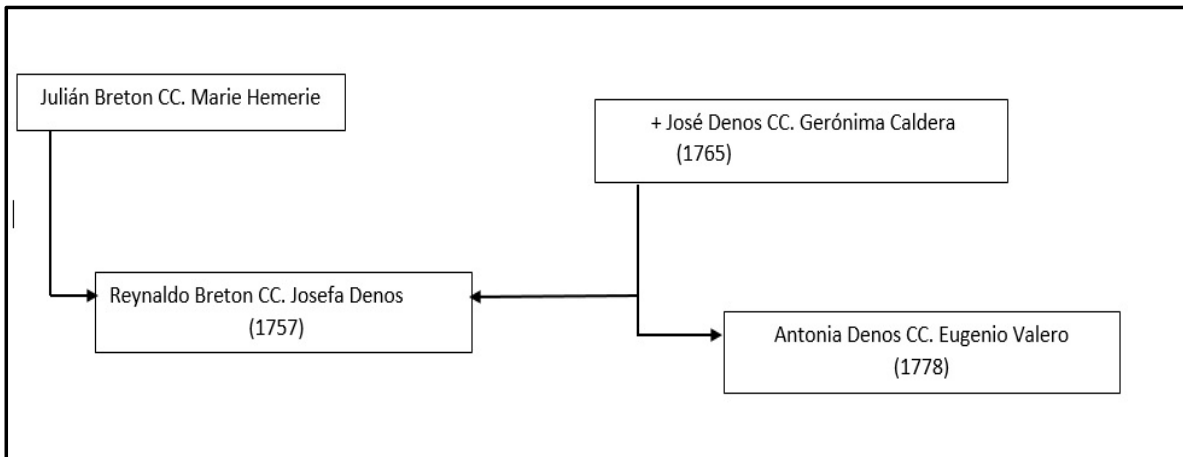 Julián Breton CC. Marie Hemerie
+ José Denos CC. Gerónima Caldera
(1765)
Reynaldo Breton CC. Josefa Denos
(1757)
Antonia Denos CC. Eugenio Valero
(1778)